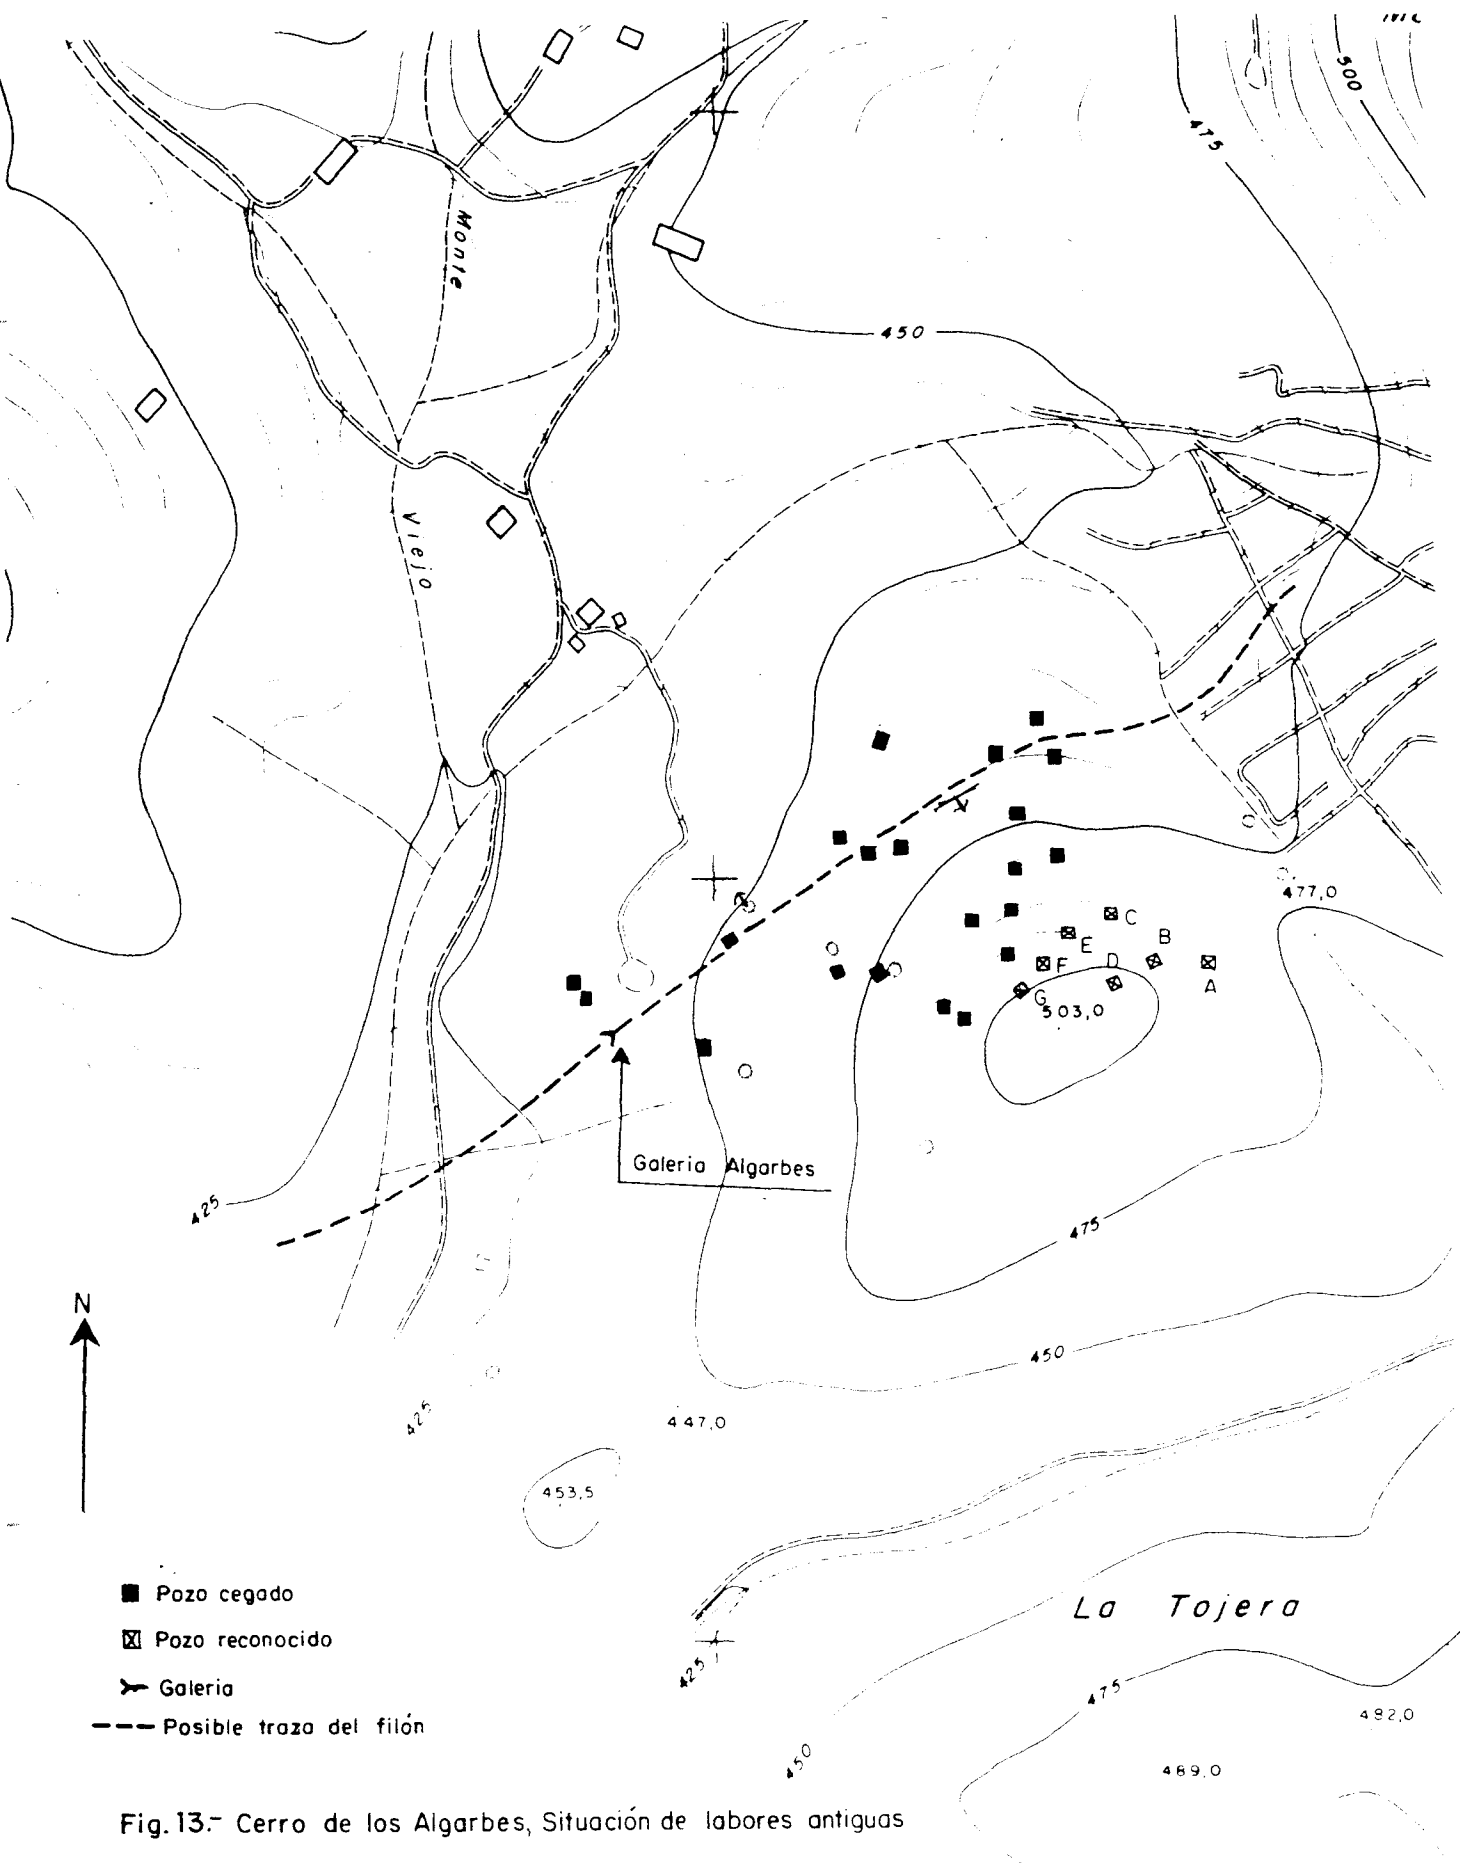 500
475
Monte
450
Viejo
477,0
C
B
E
D
F
A
G
503,0
Galeria Algarbes
425
475
N
450
425
447,0
453,5
Pozo cegado
La Tojera
Pozo reconocido
425
Galeria
475
Posible traza del filón
482,0
450
489,0
Fig. 13.- Cerro de los Algarbes, Situación de labores antiguas